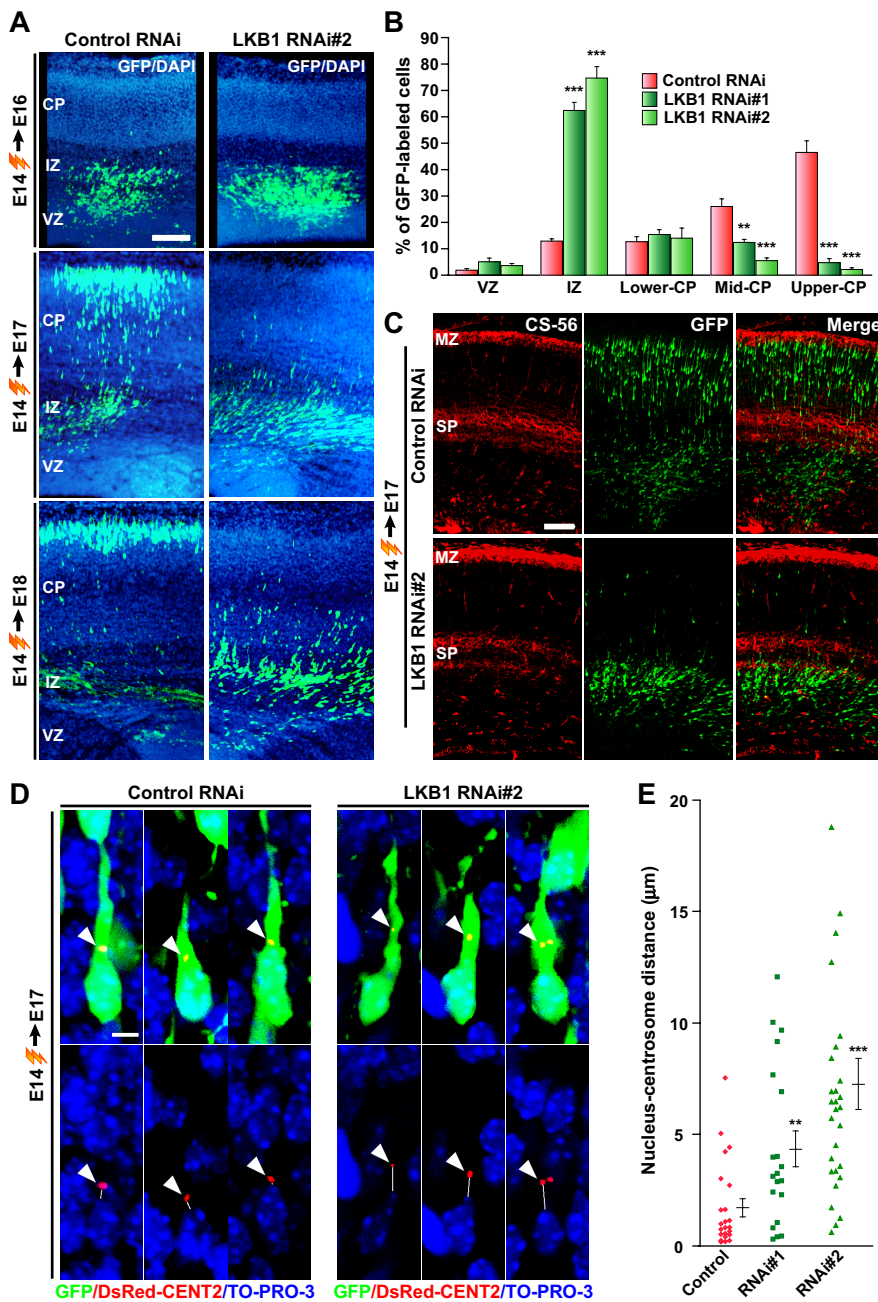 A
Control RNAi
LKB1 RNAi#2
E14 → E16
GFP/DAPI
GFP/DAPI
CP
IZ
VZ
E14 → E17
CP
IZ
VZ
E14 → E18
CP
IZ
VZ
B
% of GFP-labeled cells
90
80
70
60
50
40
30
20
10
0
Control RNAi
LKB1 RNAi#1
LKB1 RNAi#2
***
***
**
***
***
***
VZ
IZ
Lower-CP
Mid-CP
Upper-CP
C
E14 → E17
Control RNAi
CS-56
GFP
Merge
MZ
SP
LKB1 RNAi#2
MZ
SP
D
Control RNAi
LKB1 RNAi#2
E14 → E17
GFP/DsRed-CENT2/TO-PRO-3
GFP/DsRed-CENT2/TO-PRO-3
E
Nucleus-centrosome distance (µm)
20
15
10
5
0
**
***
Control
RNAi#1
RNAi#2